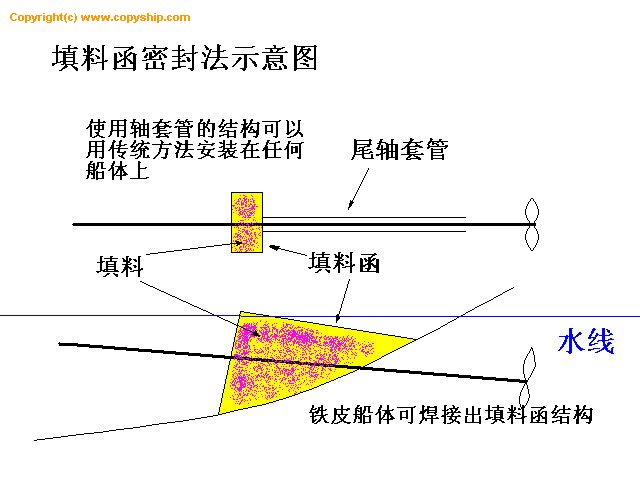 Copyright(c) www.copyship.com
填料函密封法示意图
使用轴套管的结构可以
用传统方法安装在任何
船体上
尾轴套管
填料
填料函
水线
铁皮船体可焊接出填料函结构